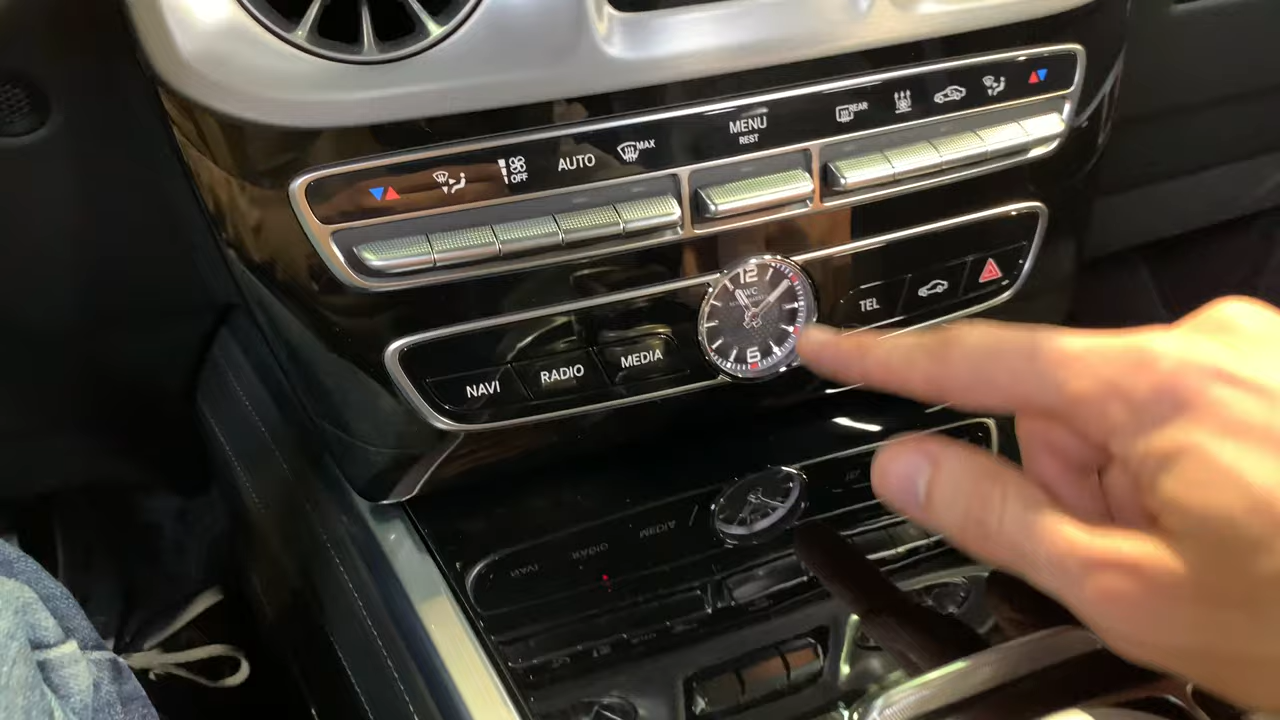 OFF
AUTO
MAX
MENU
REST
REAR
NAVI
RADIO
MEDIA
12
IWC
6
TEL